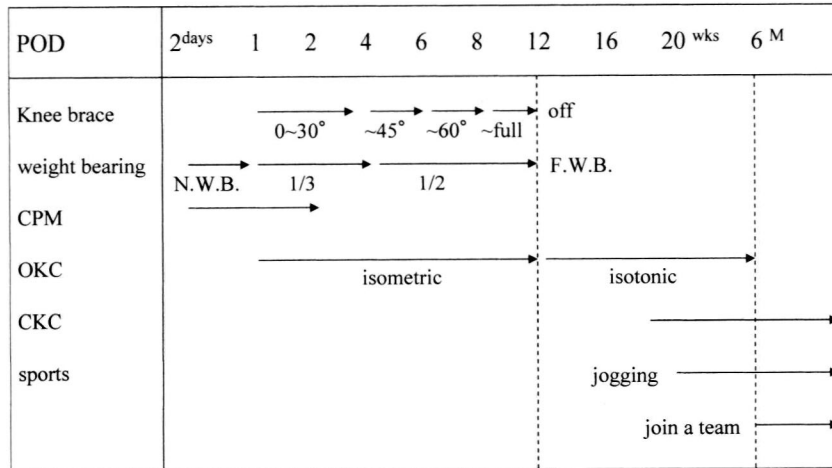 POD 2days 1 2 4 6 8 12 16 20 wks 6 M
Knee brace off
0~30° ~45° ~60° ~full
weight bearing F.W.B.
N.W.B. 1/3 1/2
CPM
OKC
isometric isotonic
CKC
sports jogging
join a team